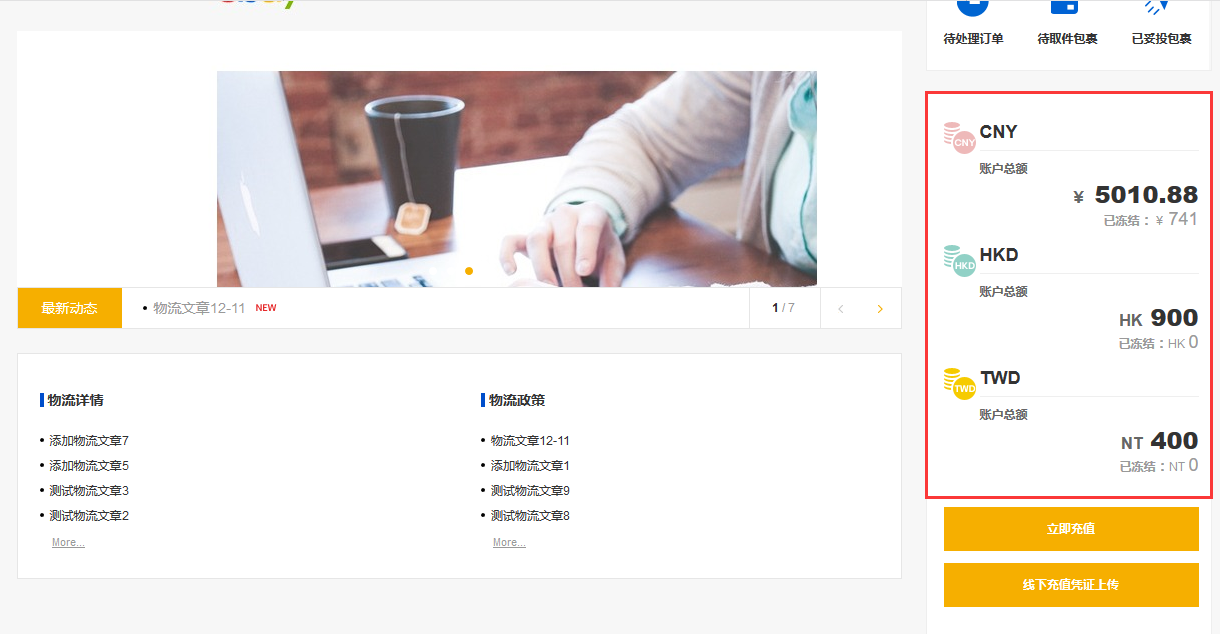 待处理订单 待取件包裹 已妥投包裹
最新动态 • 物流文章12-11 NEW 1 / 7
物流详情
• 添加物流文章7
• 添加物流文章5
• 测试物流文章3
• 测试物流文章2
More...
物流政策
• 物流文章12-11
• 添加物流文章1
• 测试物流文章9
• 测试物流文章8
More...
CNY CNY
账户总额
¥ 5010.88
已冻结：¥ 741
HKD HKD
账户总额
HK 900
已冻结：HK 0
TWD TWD
账户总额
NT 400
已冻结：NT 0
立即充值
线下充值凭证上传